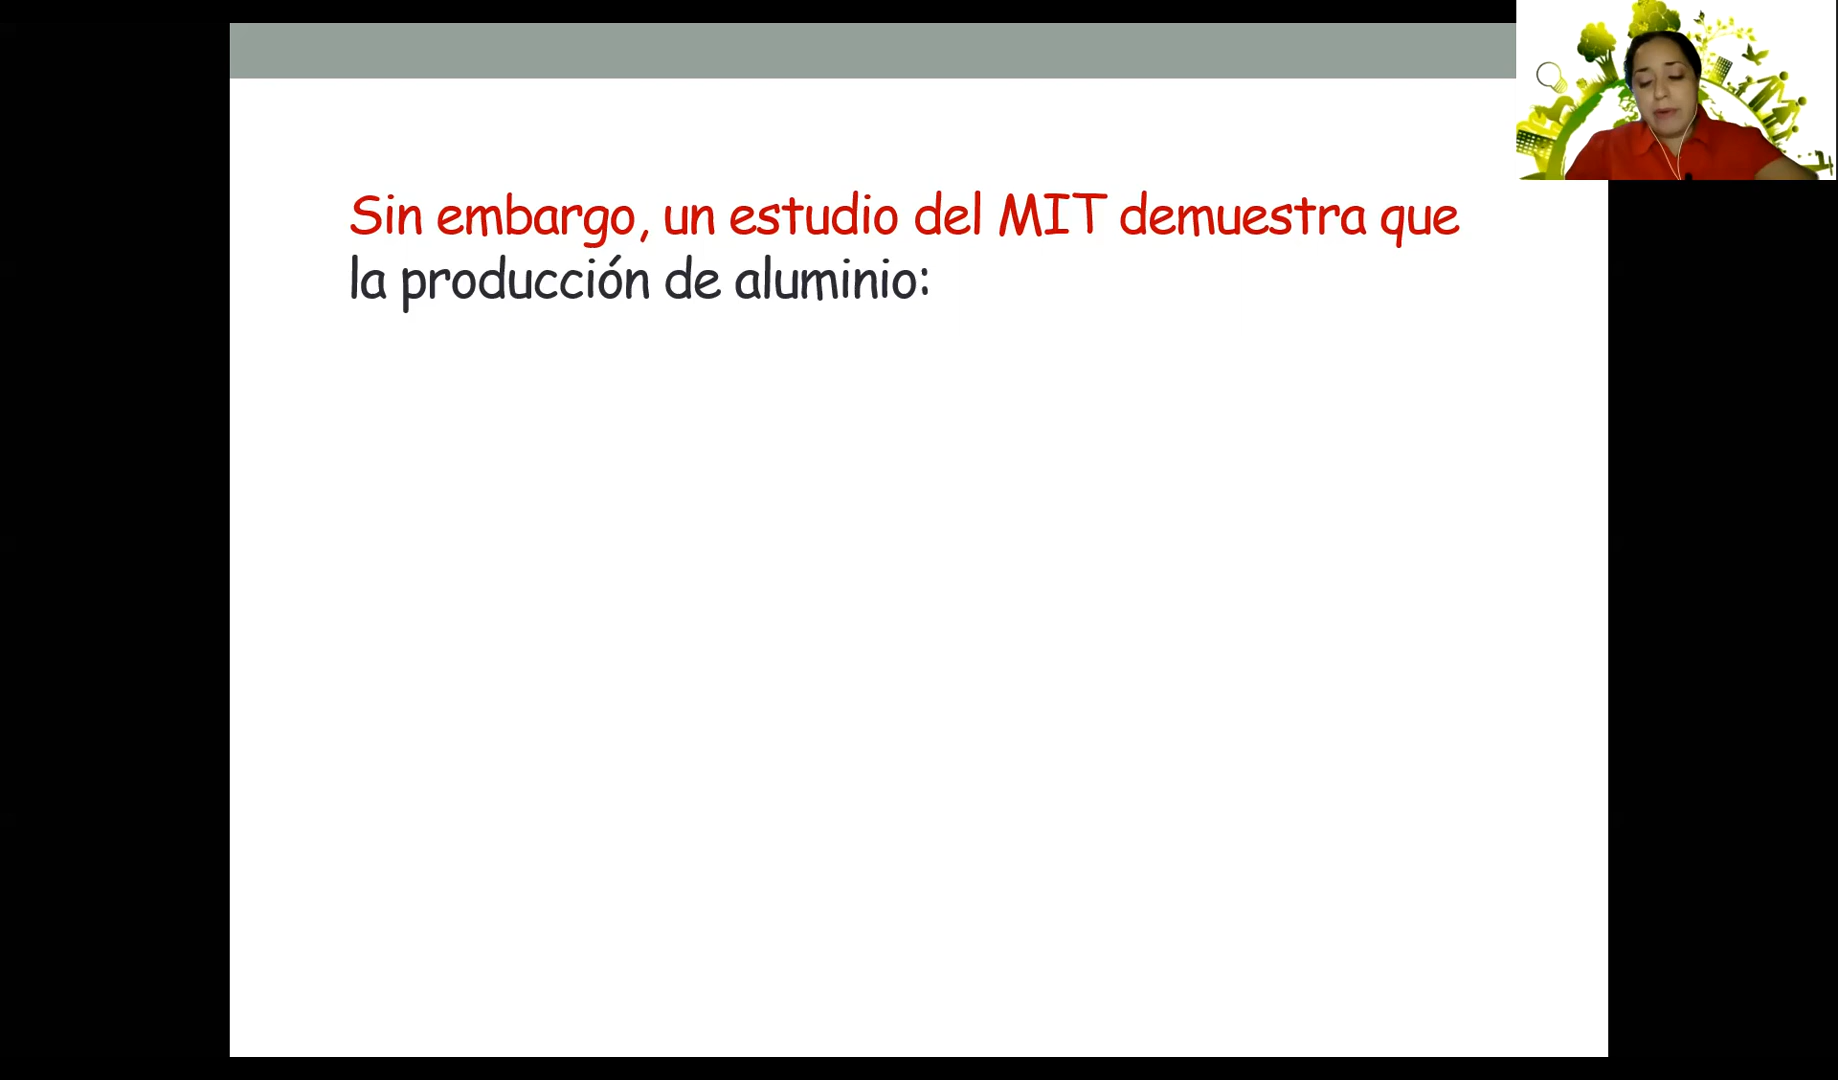 Sin embargo, un estudio del MIT demuestra que
la producción de aluminio: